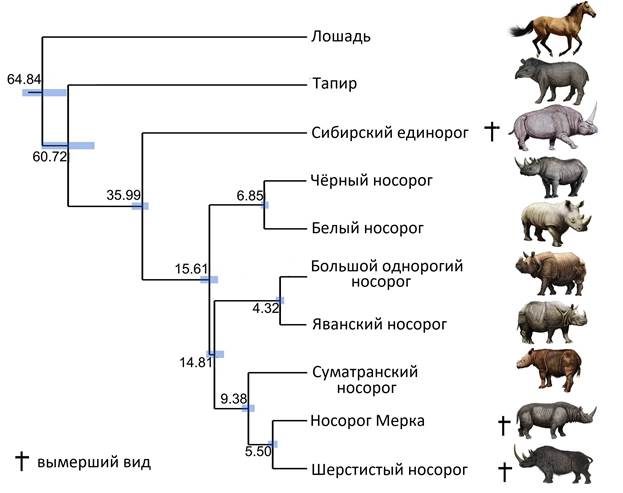 Лошадь
64.84
Тапир
60.72
Сибирский единорог †
35.99
Чёрный носорог
6.85
Белый носорог
15.61
Большой однорогий
носорог
4.32
Яванский носорог
14.81
Суматранский
носорог
9.38
Носорог Мерка †
5.50
Шерстистый носорог †
† вымерший вид